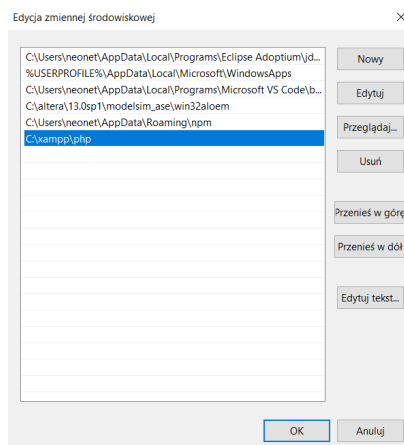 Edycja zmiennej środowiskowej
C:\Users\neonet\AppData\Local\Programs\Eclipse Adoptium\jd...
%USERPROFILE%\AppData\Local\Microsoft\WindowsApps
C:\Users\neonet\AppData\Local\Programs\Microsoft VS Code\b...
C:\altera\13.0sp1\modelsim_ase\win32aloem
C:\Users\neonet\AppData\Roaming\npm
C:\xampp\php
Nowy
Edytuj
Przeglądaj...
Usuń
Przenieś w górę
Przenieś w dół
Edytuj tekst...
OK
Anuluj